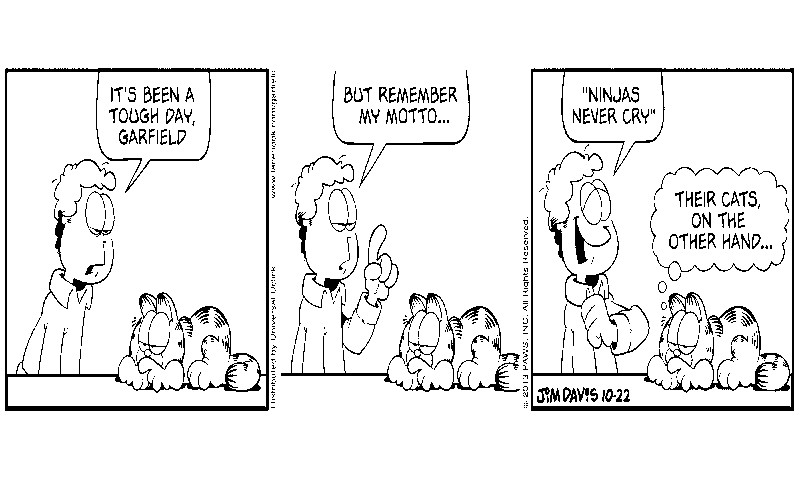 IT'S BEEN A
TOUGH DAY,
GARFIELD
Distributed by Universal Uclick
BUT REMEMBER
MY MOTTO...
© 2013 PAWS, INC. All Rights Reserved.
"NINJAS
NEVER CRY"
THEIR CATS,
ON THE
OTHER HAND...
JIM DAVIS 10-22